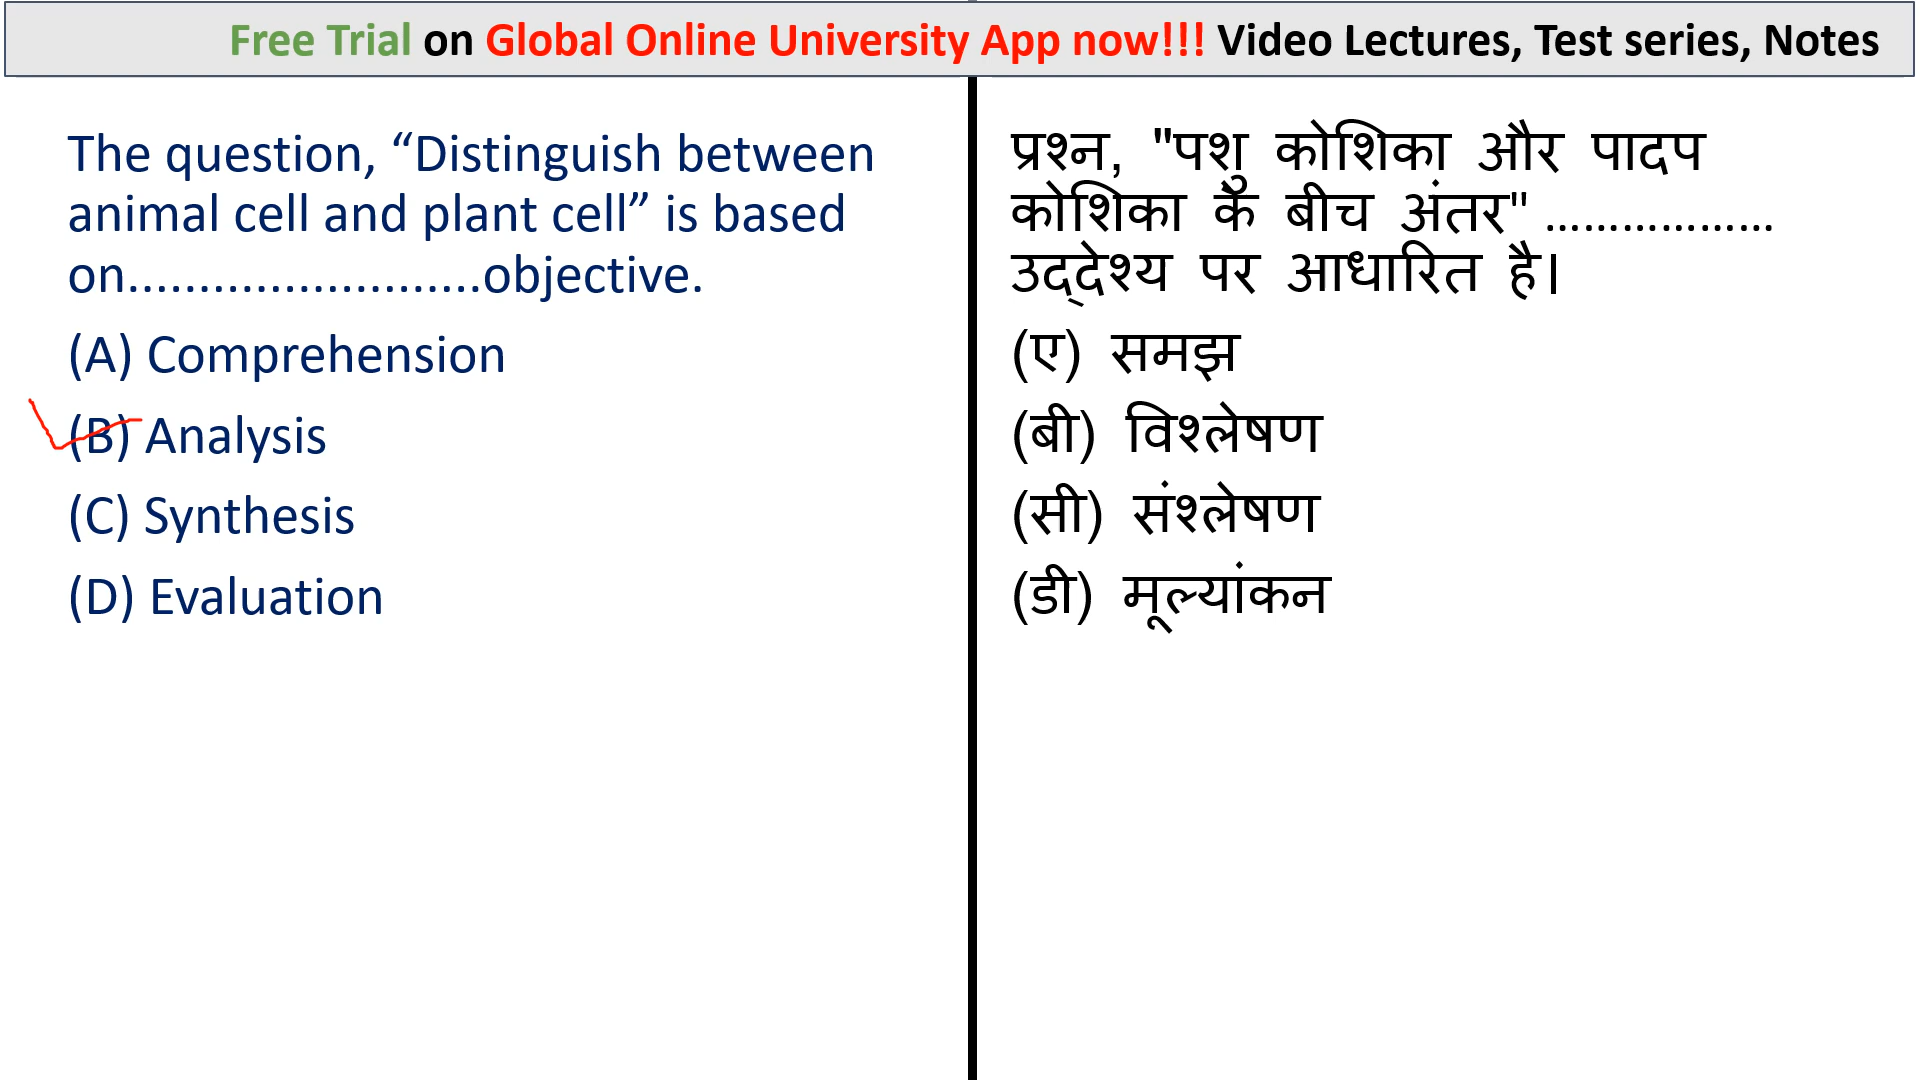 Free Trial on Global Online University App now!!! Video Lectures, Test series, Notes
The question, “Distinguish between
animal cell and plant cell” is based
on.........................objective.
(A) Comprehension
(B) Analysis
(C) Synthesis
(D) Evaluation
प्रश्न, "पशु कोशिका और पादप
कोशिका के बीच अंतर" ………………
उद्देश्य पर आधारित है।
(ए) समझ
(बी) विश्लेषण
(सी) संश्लेषण
(डी) मूल्यांकन